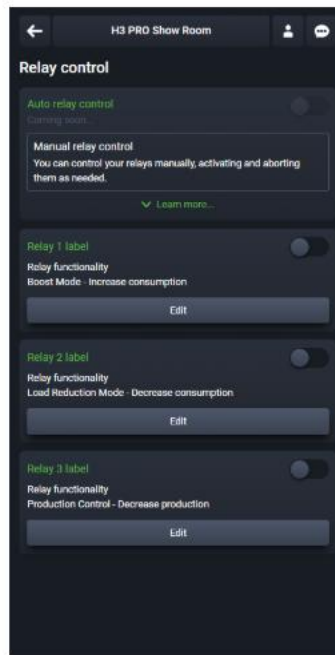 H3 PRO Show Room
Relay control
Auto relay control
Coming soon...
Manual relay control
You can control your relays manually, activating and aborting
them as needed.
Learn more...
Relay 1 label
Relay functionality
Boost Mode - Increase consumption
Edit
Relay 2 label
Relay functionality
Load Reduction Mode - Decrease consumption
Edit
Relay 3 label
Relay functionality
Production Control - Decrease production
Edit